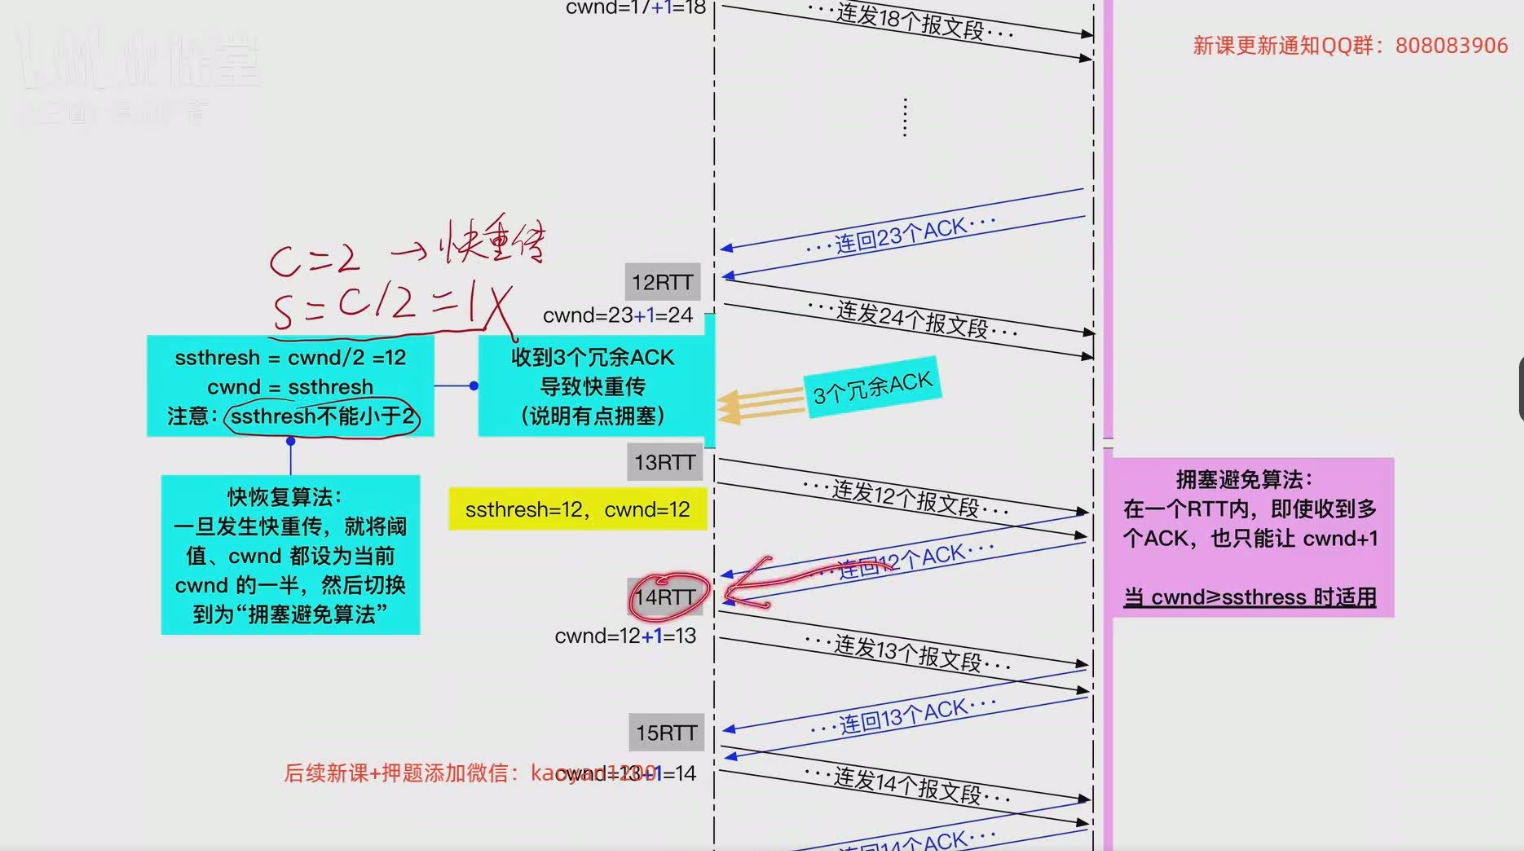 cwnd=17+1=18
···连发18个报文段···
新课更新通知QQ群：808083906
···连回23个ACK···
C=2 →快重传
S=C/2=1X
12RTT
cwnd=23+1=24
···连发24个报文段···
ssthresh = cwnd/2 =12
cwnd = ssthresh
注意：ssthresh不能小于2
收到3个冗余ACK
导致快重传
（说明有点拥塞）
3个冗余ACK
13RTT
ssthresh=12，cwnd=12
···连发12个报文段···
快恢复算法：
一旦发生快重传，就将阈
值、cwnd 都设为当前
cwnd 的一半，然后切换
到为“拥塞避免算法”
拥塞避免算法：
在一个RTT内，即使收到多
个ACK，也只能让 cwnd+1
当 cwnd≥ssthress 时适用
···连回12个ACK···
14RTT
cwnd=12+1=13
···连发13个报文段···
···连回13个ACK···
15RTT
后续新课+押题添加微信：kaoyan1200
cwnd=13+1=14
···连发14个报文段···
···连回14个ACK···